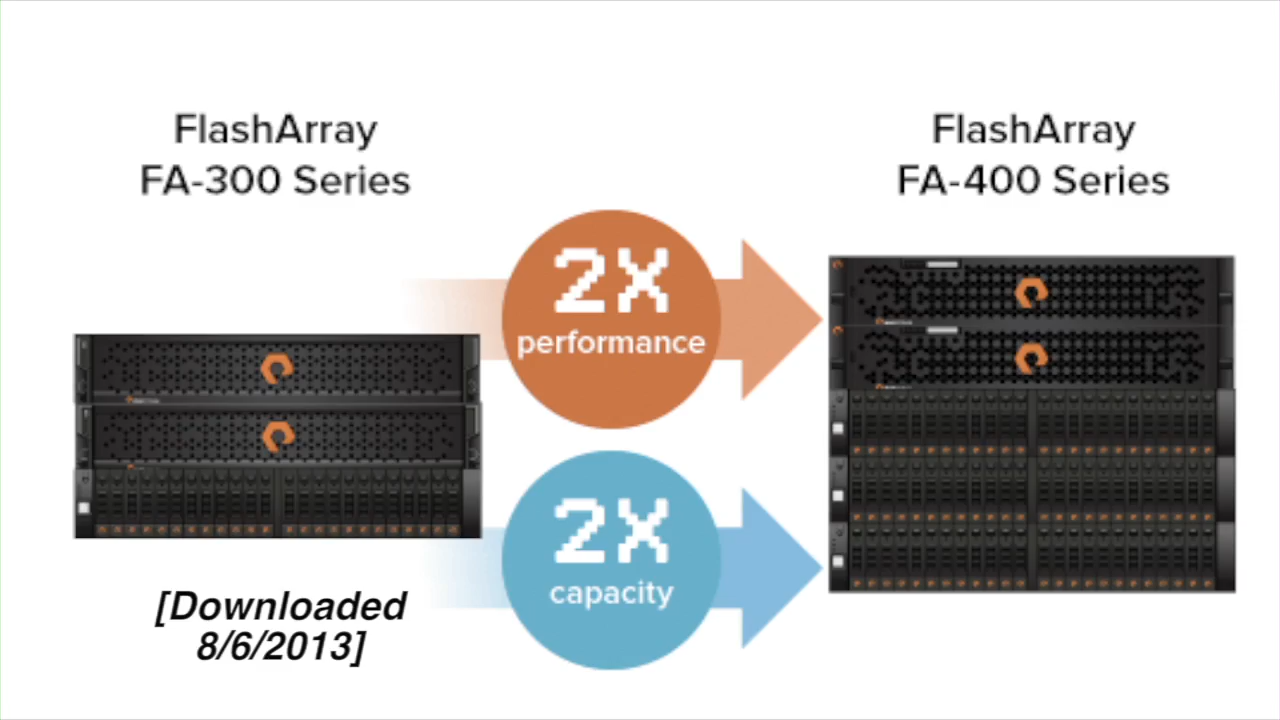 FlashArray
FA-300 Series
FlashArray
FA-400 Series
2X
performance
2X
capacity
[Downloaded
8/6/2013]